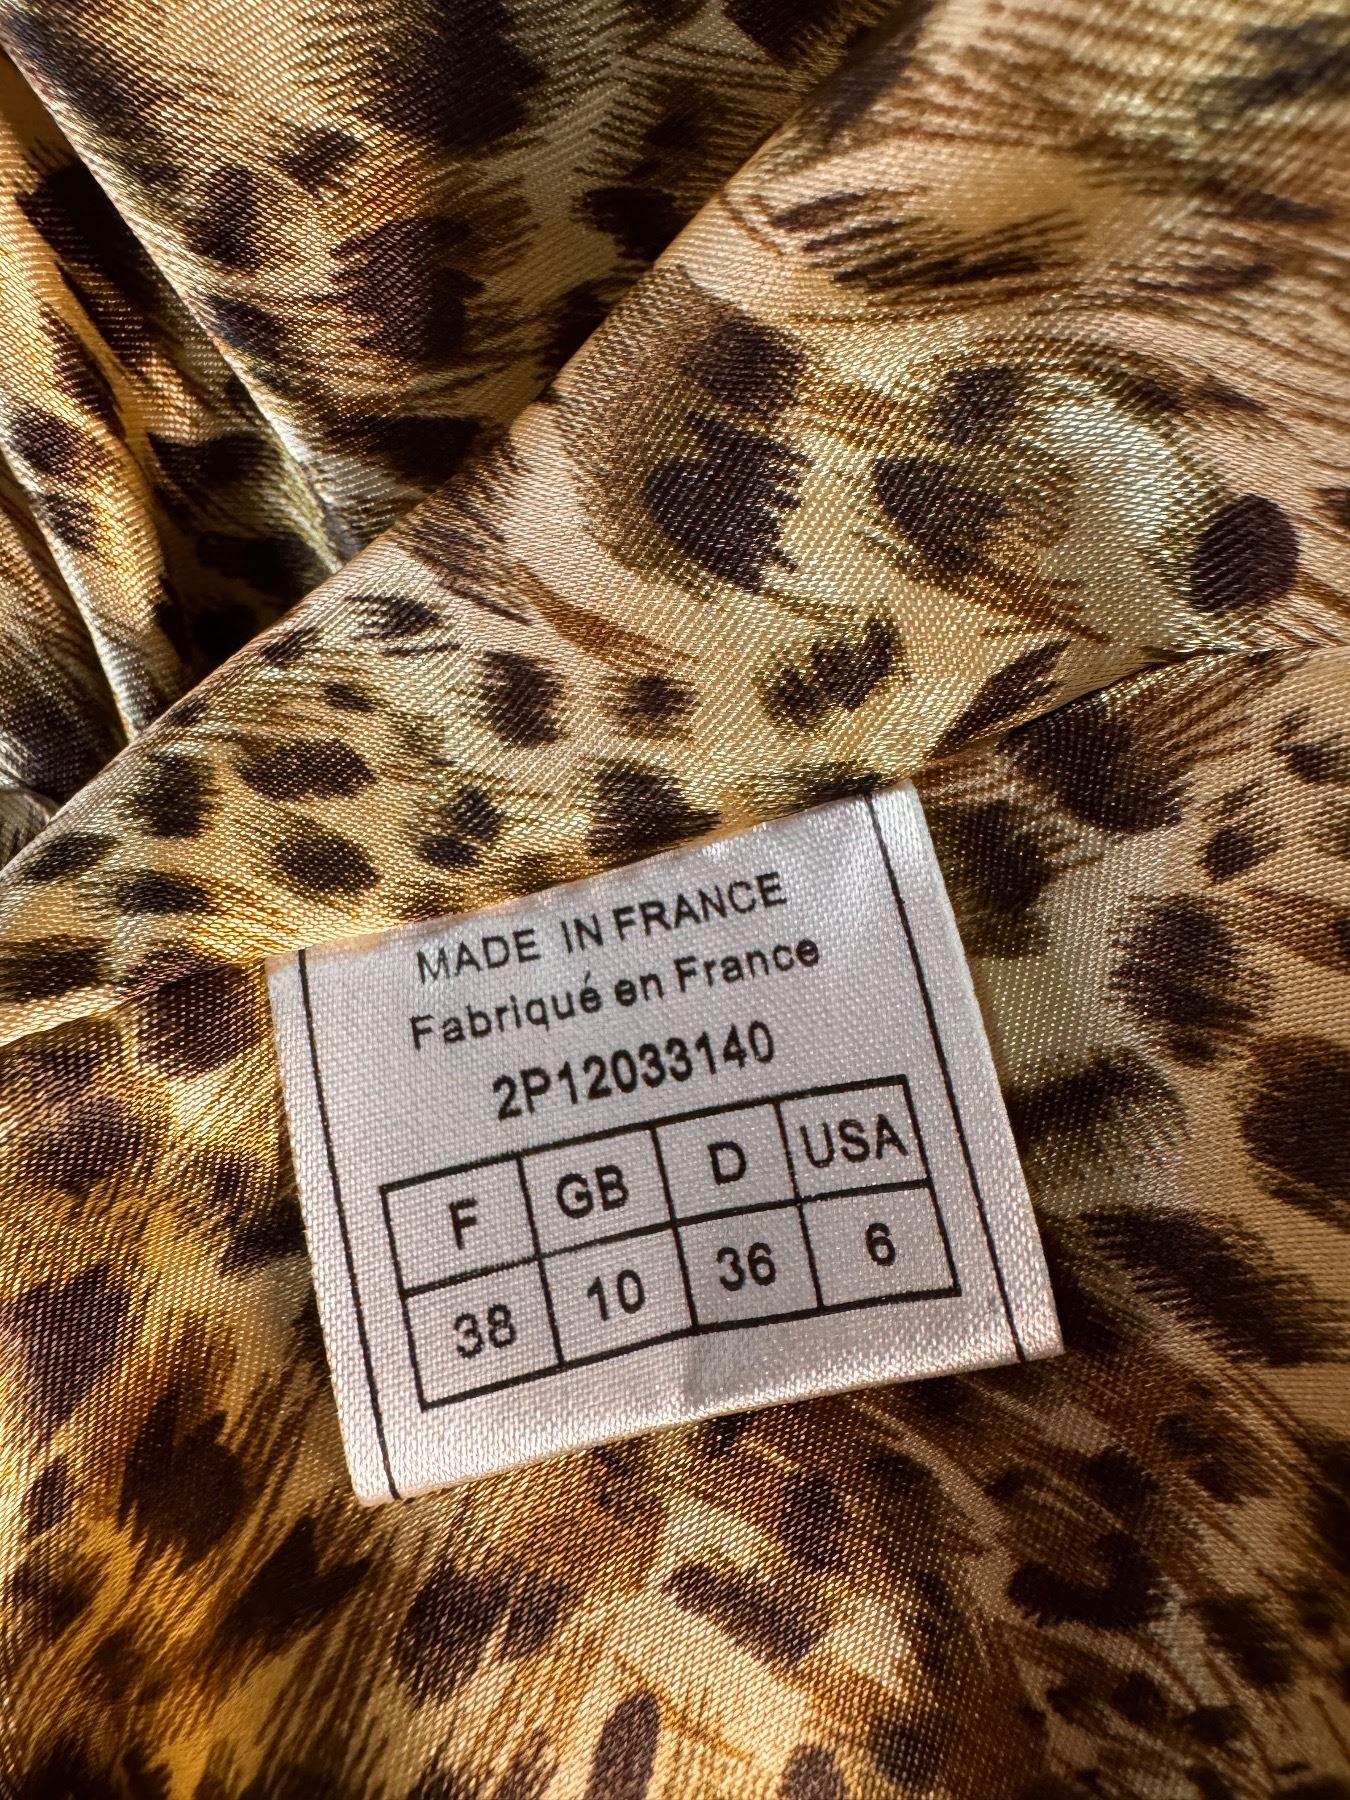 MADE IN FRANCE
Fabriqué en France
2P12033140
F GB D USA
38 10 36 6